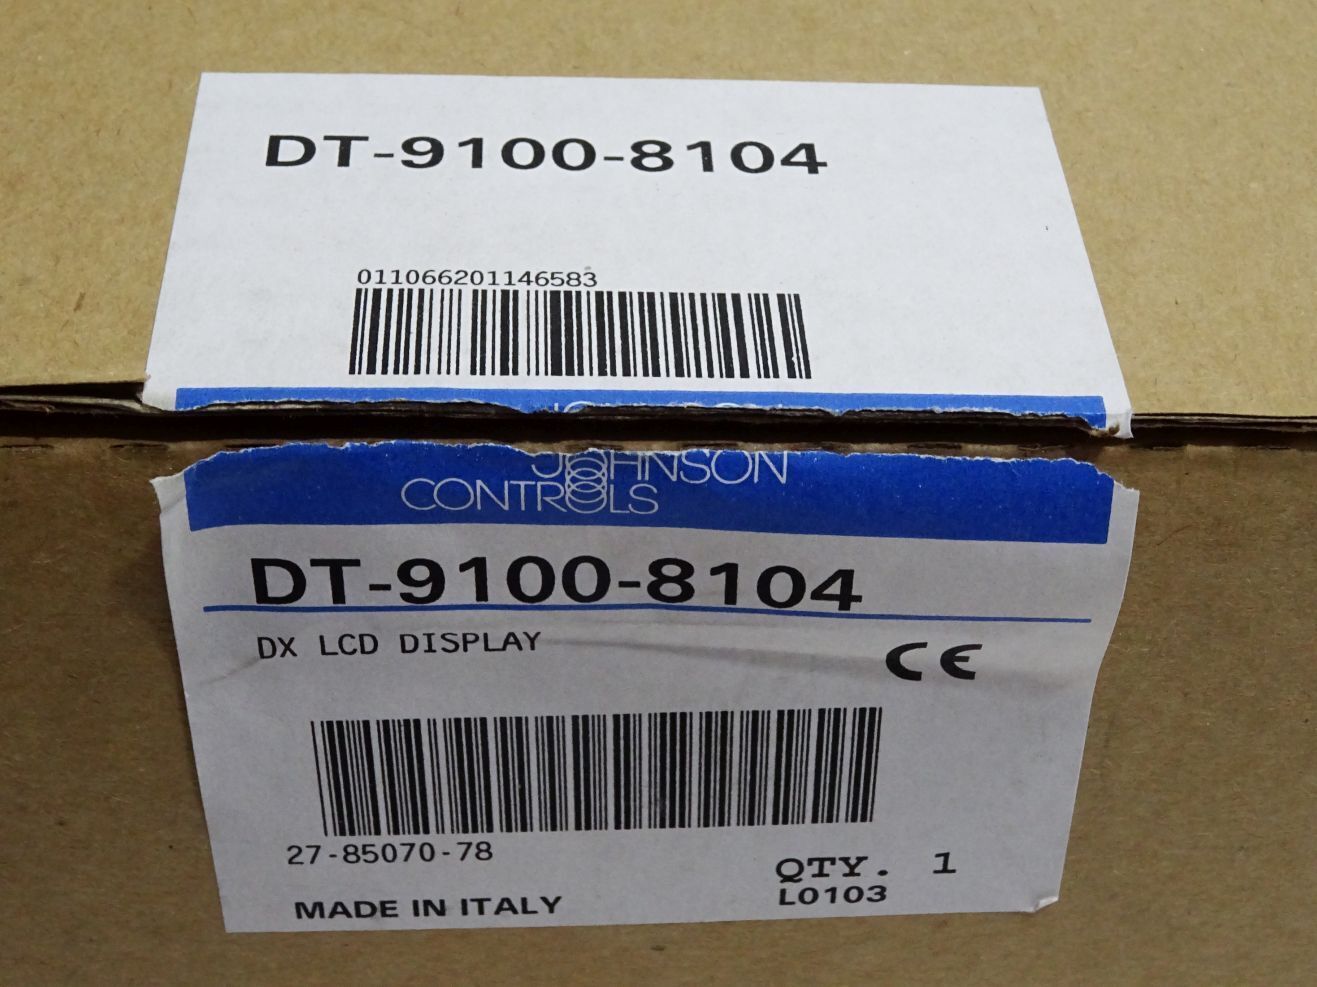 DT-9100-8104
011066201146583
JOHNSON
CONTROLS
DT-9100-8104
DX LCD DISPLAY
CE
27-85070-78
QTY. 1
L0103
MADE IN ITALY